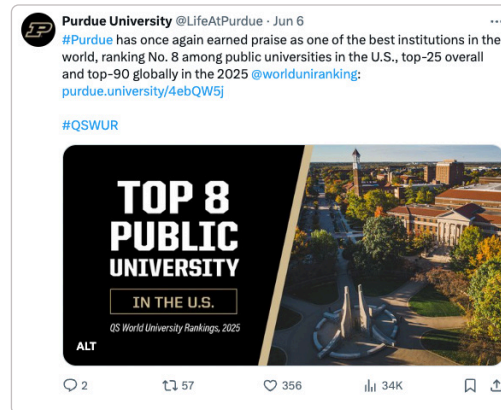 Purdue University @LifeAtPurdue · Jun 6 ...
#Purdue has once again earned praise as one of the best institutions in the
world, ranking No. 8 among public universities in the U.S., top-25 overall
and top-90 globally in the 2025 @worlduniranking:
purdue.university/4ebQW5j
#QSWUR
TOP 8
PUBLIC
UNIVERSITY
IN THE U.S.
QS World University Rankings, 2025
ALT
2 57 356 34K